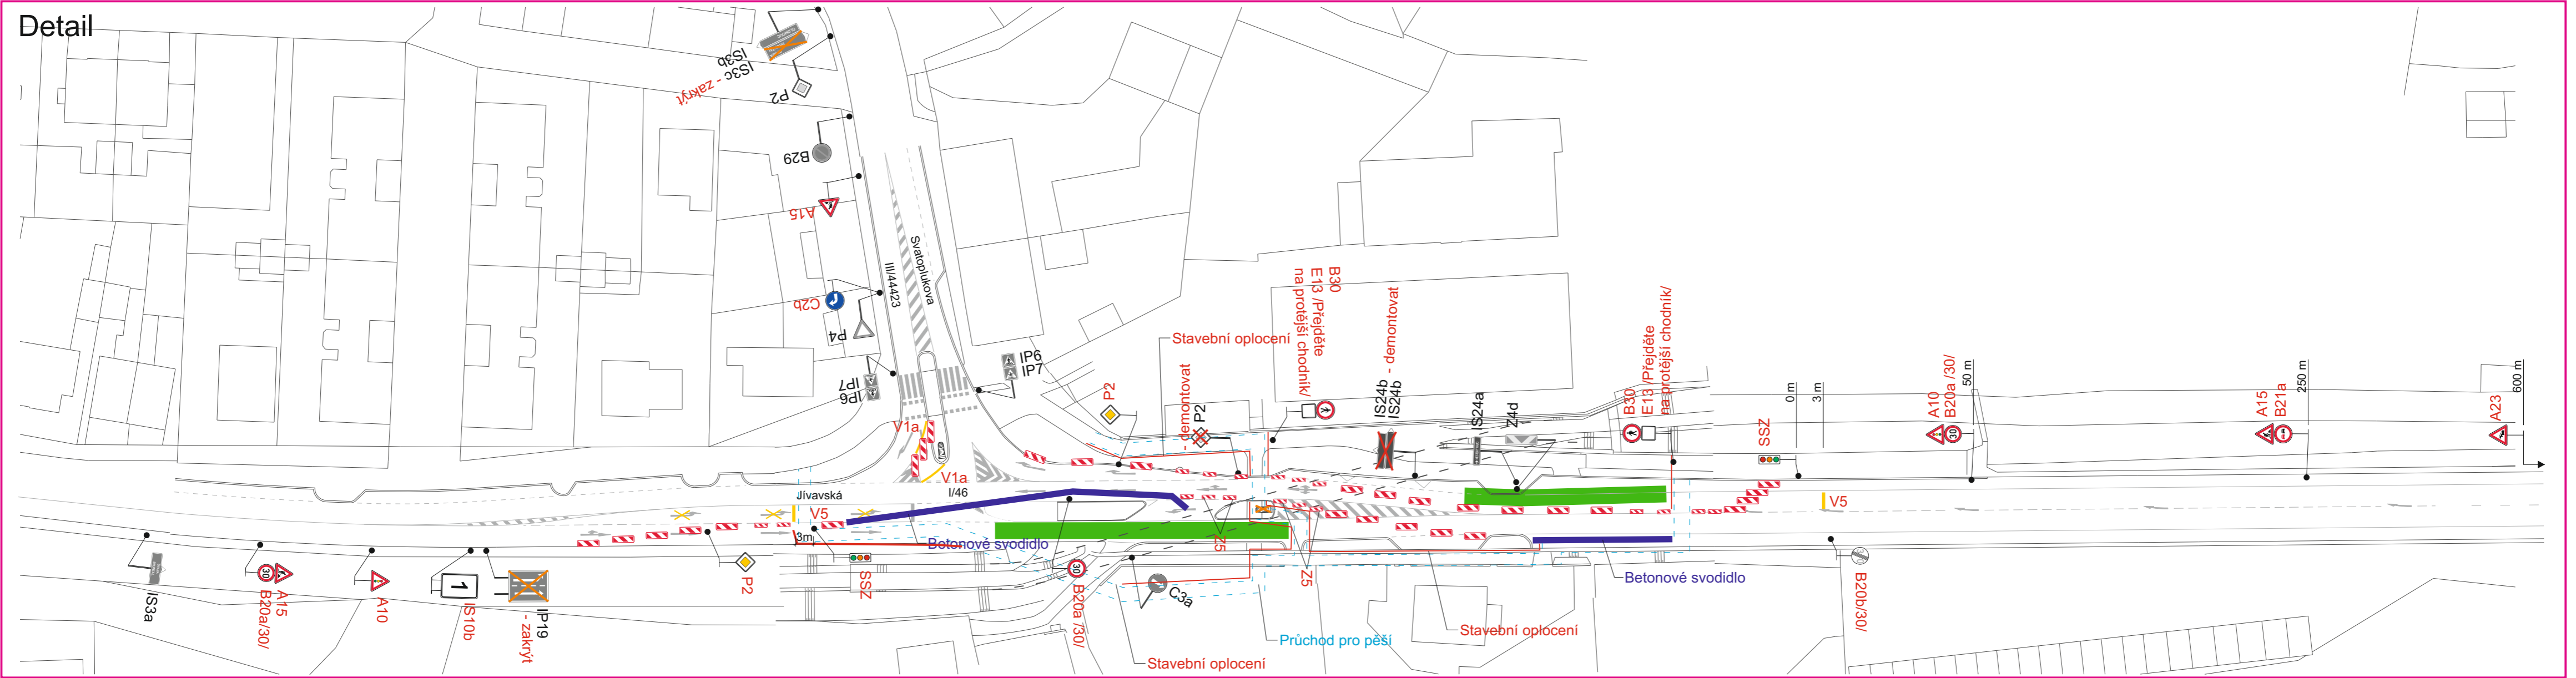 Detail
IS3b
IS3c - zakrýt
P2
B29
A15
C2b
P4
III/44423
Svatoplukova
IP7
IP6
IP6
IP7
V1a
V1a
I/46
Jívavská
V5
3m
Betonové svodidlo
P2
Stavební oplocení
- demontovat
P2
B30
E13 /Přejděte
na protější chodník/
IS24b
IS24b - demontovat
IS24a
Z4d
B30
E13 /Přejděte
na protější chodník/
SSZ
0 m
3 m
V5
A10
B20a /30/
50 m
A15
B21a
250 m
A23
600 m
IS3a
A15
B20a/30/
30
A10
1
IS10b
IP19
- zakrýt
P2
SSZ
30
B20a /30/
C3a
Z5
Z5
Průchod pro pěší
Stavební oplocení
Stavební oplocení
Betonové svodidlo
B20b/30/
30